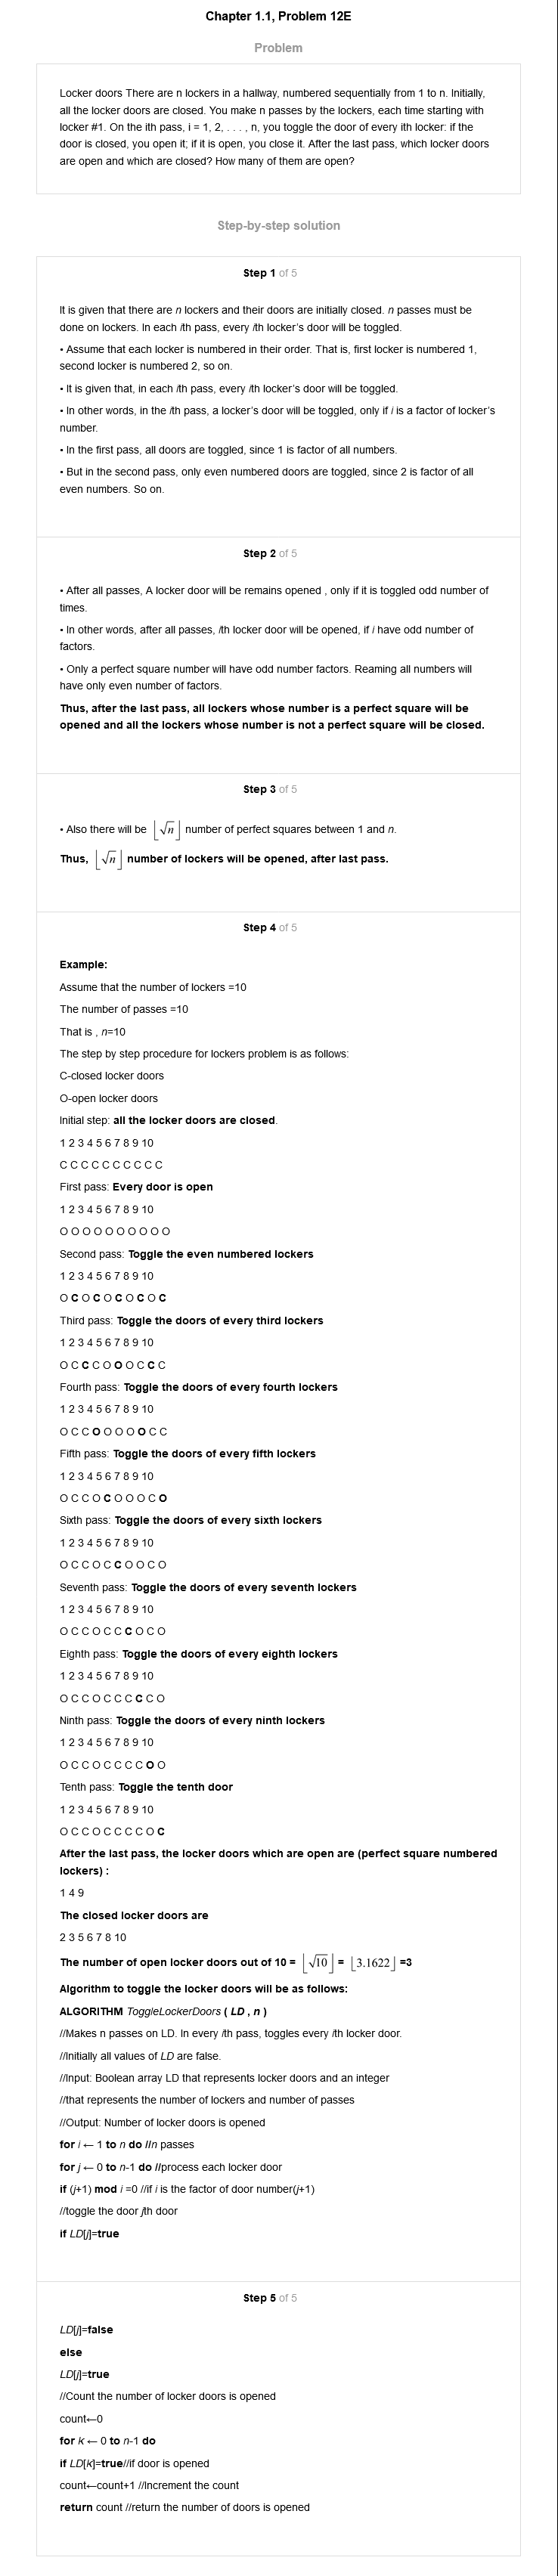 Chapter 1.1, Problem 12E
Problem
Locker doors There are n lockers in a hallway, numbered sequentially from 1 to n. Initially,
all the locker doors are closed. You make n passes by the lockers, each time starting with
locker #1. On the ith pass, i = 1, 2, . . . , n, you toggle the door of every ith locker: if the
door is closed, you open it; if it is open, you close it. After the last pass, which locker doors
are open and which are closed? How many of them are open?
Step-by-step solution
Step 1 of 5
It is given that there are n lockers and their doors are initially closed. n passes must be
done on lockers. In each ith pass, every ith locker's door will be toggled.
• Assume that each locker is numbered in their order. That is, first locker is numbered 1,
second locker is numbered 2, so on.
• It is given that, in each ith pass, every ith locker's door will be toggled.
• In other words, in the ith pass, a locker's door will be toggled, only if i is a factor of locker's
number.
• In the first pass, all doors are toggled, since 1 is factor of all numbers.
• But in the second pass, only even numbered doors are toggled, since 2 is factor of all
even numbers. So on.
Step 2 of 5
• After all passes, A locker door will be remains opened , only if it is toggled odd number of
times.
• In other words, after all passes, ith locker door will be opened, if i have odd number of
factors.
• Only a perfect square number will have odd number factors. Reaming all numbers will
have only even number of factors.
Thus, after the last pass, all lockers whose number is a perfect square will be
opened and all the lockers whose number is not a perfect square will be closed.
Step 3 of 5
• Also there will be ⌊√n⌋ number of perfect squares between 1 and n.
Thus, ⌊√n⌋ number of lockers will be opened, after last pass.
Step 4 of 5
Example:
Assume that the number of lockers =10
The number of passes =10
That is , n=10
The step by step procedure for lockers problem is as follows:
C-closed locker doors
O-open locker doors
Initial step: all the locker doors are closed.
1 2 3 4 5 6 7 8 9 10
C C C C C C C C C C
First pass: Every door is open
1 2 3 4 5 6 7 8 9 10
O O O O O O O O O O
Second pass: Toggle the even numbered lockers
1 2 3 4 5 6 7 8 9 10
O C O C O C O C O C
Third pass: Toggle the doors of every third lockers
1 2 3 4 5 6 7 8 9 10
O C C C O O O C C C
Fourth pass: Toggle the doors of every fourth lockers
1 2 3 4 5 6 7 8 9 10
O C C O O O O O C C
Fifth pass: Toggle the doors of every fifth lockers
1 2 3 4 5 6 7 8 9 10
O C C O C O O O C O
Sixth pass: Toggle the doors of every sixth lockers
1 2 3 4 5 6 7 8 9 10
O C C O C C O O C O
Seventh pass: Toggle the doors of every seventh lockers
1 2 3 4 5 6 7 8 9 10
O C C O C C C O C O
Eighth pass: Toggle the doors of every eighth lockers
1 2 3 4 5 6 7 8 9 10
O C C O C C C C C O
Ninth pass: Toggle the doors of every ninth lockers
1 2 3 4 5 6 7 8 9 10
O C C O C C C C O O
Tenth pass: Toggle the tenth door
1 2 3 4 5 6 7 8 9 10
O C C O C C C C O C
After the last pass, the locker doors which are open are (perfect square numbered
lockers) :
1 4 9
The closed locker doors are
2 3 5 6 7 8 10
The number of open locker doors out of 10 = ⌊√10⌋ = ⌊3.1622⌋ =3
Algorithm to toggle the locker doors will be as follows:
ALGORITHM ToggleLockerDoors ( LD , n )
//Makes n passes on LD. In every ith pass, toggles every ith locker door.
//Initially all values of LD are false.
//Input: Boolean array LD that represents locker doors and an integer
//that represents the number of lockers and number of passes
//Output: Number of locker doors is opened
for i ← 1 to n do //n passes
for j ← 0 to n-1 do //process each locker door
if (j+1) mod i =0 //if i is the factor of door number(j+1)
//toggle the door jth door
if LD[j]=true
Step 5 of 5
LD[j]=false
else
LD[j]=true
//Count the number of locker doors is opened
count←0
for k ← 0 to n-1 do
if LD[k]=true//if door is opened
count←count+1 //increment the count
return count //return the number of doors is opened